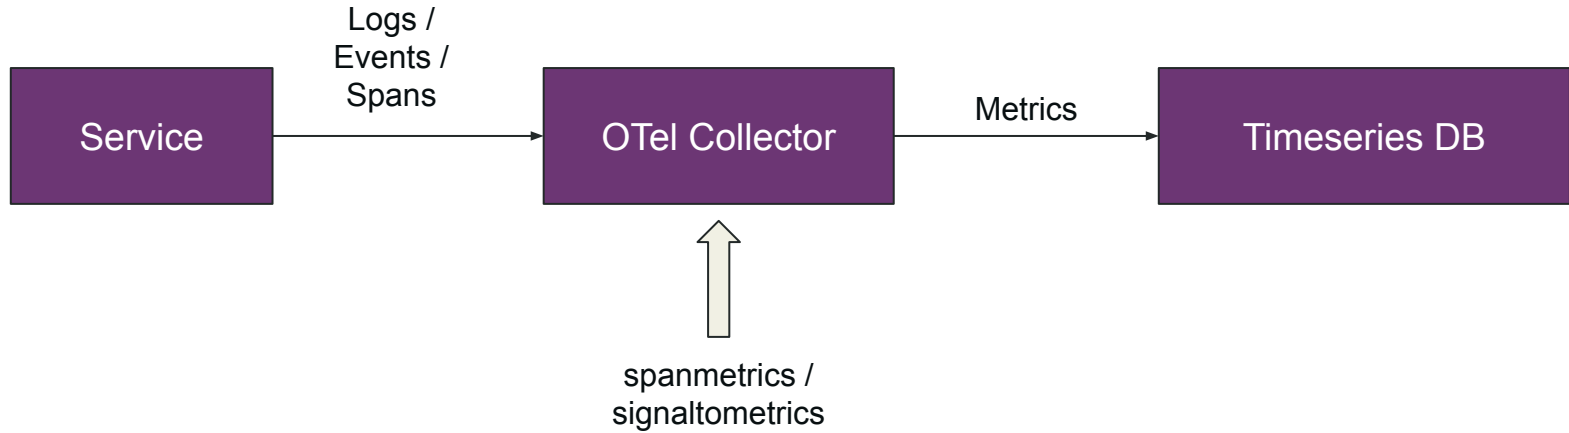 Logs /
Events /
Spans
Service
OTel Collector
Metrics
Timeseries DB
spanmetrics /
signaltometrics